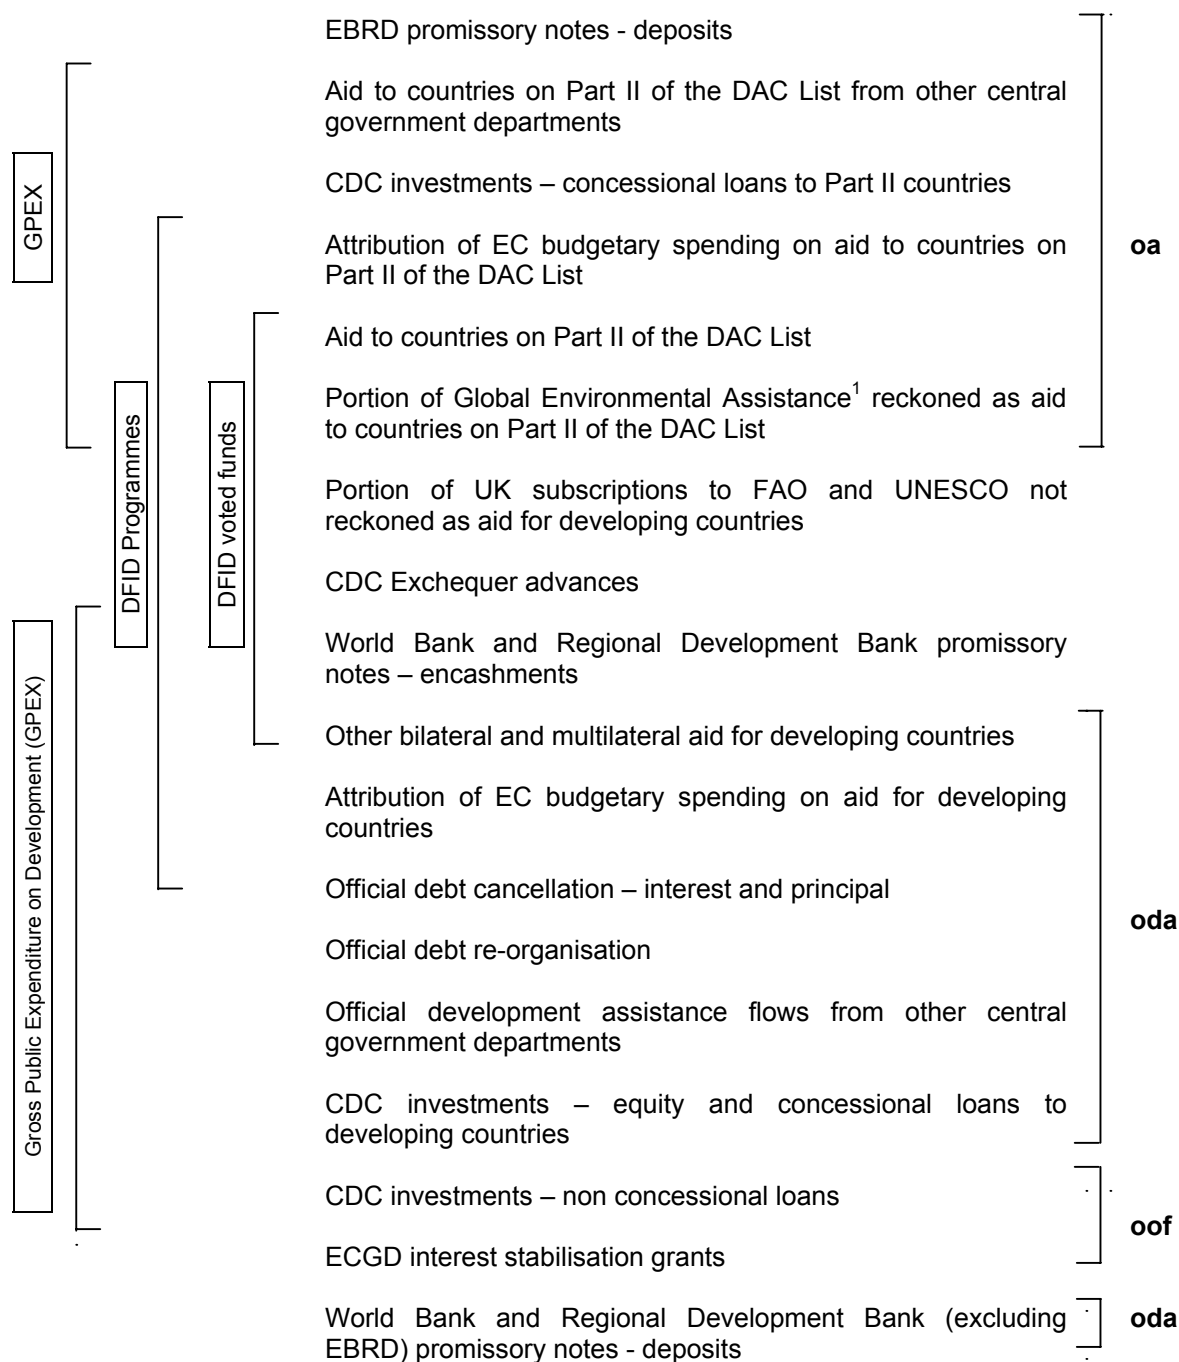 EBRD promissory notes - deposits
Aid to countries on Part II of the DAC List from other central
government departments
CDC investments – concessional loans to Part II countries
Attribution of EC budgetary spending on aid to countries on
Part II of the DAC List
Aid to countries on Part II of the DAC List
Portion of Global Environmental Assistance¹ reckoned as aid
to countries on Part II of the DAC List
Portion of UK subscriptions to FAO and UNESCO not
reckoned as aid for developing countries
CDC Exchequer advances
World Bank and Regional Development Bank promissory
notes – encashments
Other bilateral and multilateral aid for developing countries
Attribution of EC budgetary spending on aid for developing
countries
Official debt cancellation – interest and principal
Official debt re-organisation
Official development assistance flows from other central
government departments
CDC investments – equity and concessional loans to
developing countries
CDC investments – non concessional loans
ECGD interest stabilisation grants
World Bank and Regional Development Bank (excluding
EBRD) promissory notes - deposits
GPEX
DFID Programmes
DFID voted funds
Gross Public Expenditure on Development (GPEX)
oa
oda
oof
oda